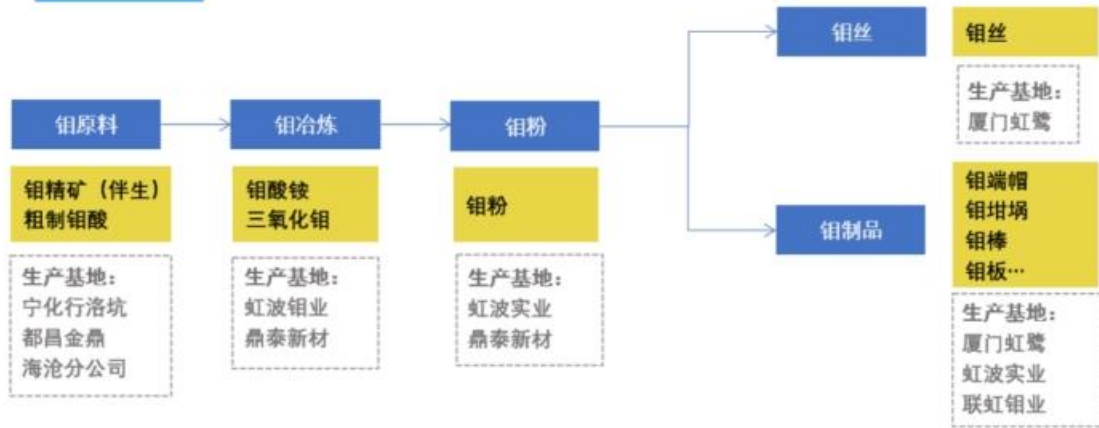 钼原料
钼精矿（伴生）
粗制钼酸
生产基地：
宁化行洛坑
都昌金鼎
海沧分公司
钼冶炼
钼酸铵
三氧化钼
生产基地：
虹波钼业
鼎泰新材
钼粉
钼粉
生产基地：
虹波实业
鼎泰新材
钼丝
钼丝
生产基地：
厦门虹鹭
钼制品
钼端帽
钼坩埚
钼棒
钼板…
生产基地：
厦门虹鹭
虹波实业
联虹钼业